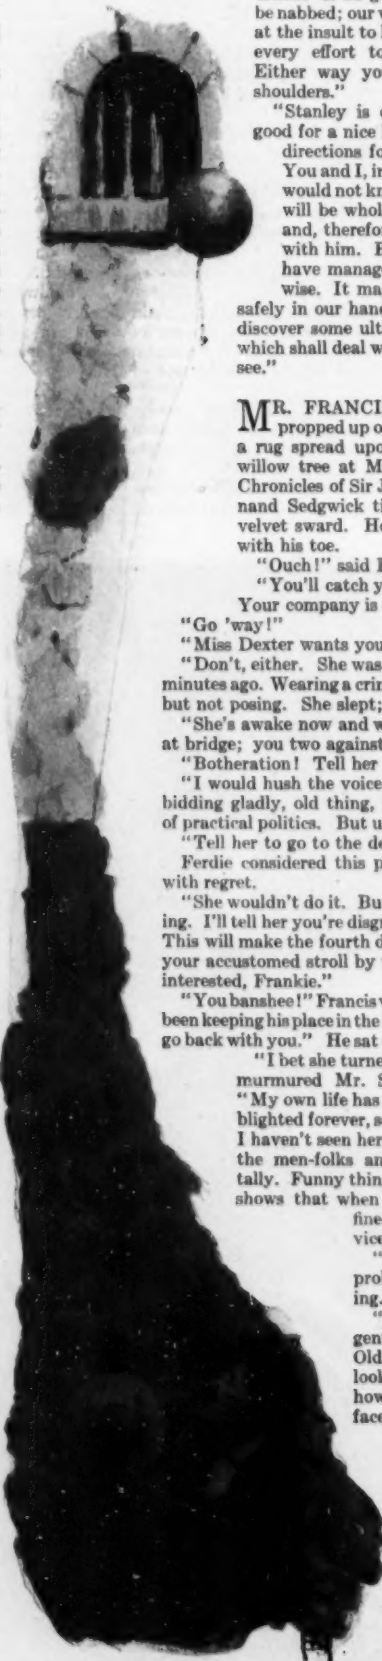 be nabbed; our
at the insult to
every effort to
Either way yo
shoulders."
"Stanley is
good for a nice
directions fo
You and I, i
would not kn
will be whol
and, therefo
with him.
have manag
wise. It ma
safely in our han
discover some ult
which shall deal w
see."
MR. FRANCI
propped up o
a rug spread upo
willow tree at M
Chronicles of Sir J
nand Sedgwick ti
velvet sward. He
with his toe.
"Ouch!" said
"You'll catch y
Your company is
"Go 'way!"
"Miss Dexter wants you
"Don't, either. She was
minutes ago. Wearing a crin
but not posing. She slept;
"She's awake now and w
at bridge; you two against
"Botheration! Tell her
"I would hush the voice
bidding gladly, old thing,
of practical politics. But u
"Tell her to go to the de
Ferdie considered this p
with regret.
"She wouldn't do it. Bu
ing. I'll tell her you're disgr
This will make the fourth d
your accustomed stroll by
interested, Frankie."
"You banshee!" Francis
been keeping his place in the
go back with you." He sat
"I bet she turne
murmured Mr. S
"My own life has
blighted forever, s
I haven't seen her
the men-folks an
tally. Funny thin
shows that when
fine
vice
"
pro
ing.
"
gen
Old
look
how
face